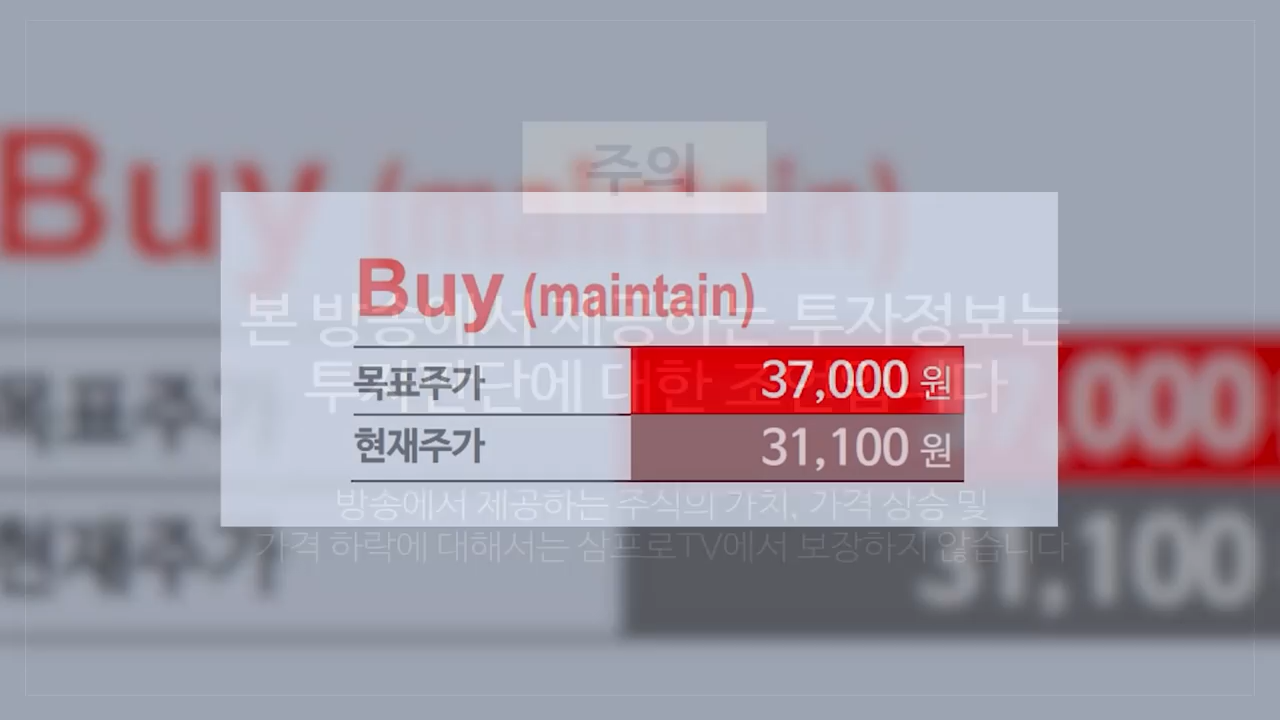 주의
Buy (maintain)
본 방송에서 제공하는 투자정보는
투자판단에 대한 조언입니다
목표주가 37,000 원
현재주가 31,100 원
방송에서 제공하는 주식의 가치, 가격 상승 및
가격 하락에 대해서는 삼프로TV에서 보장하지 않습니다